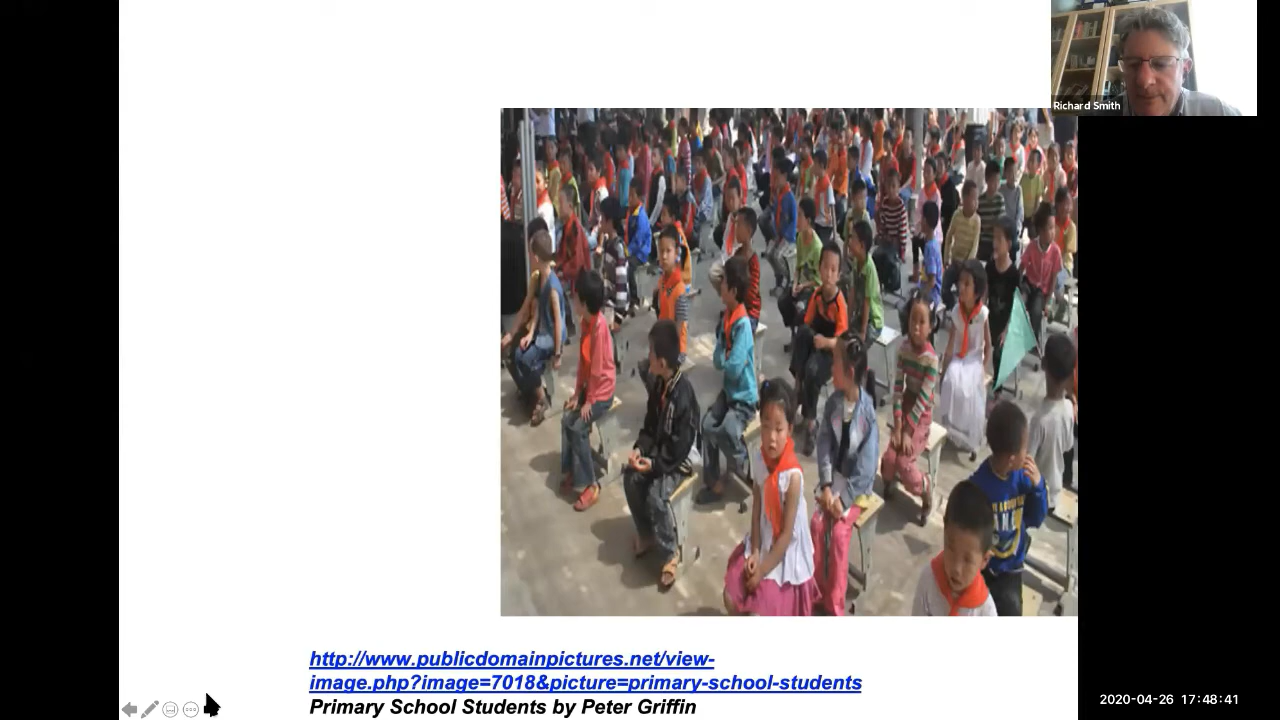 Richard Smith
http://www.publicdomainpictures.net/view-
image.php?image=7018&picture=primary-school-students
Primary School Students by Peter Griffin
2020-04-26 17:48:41